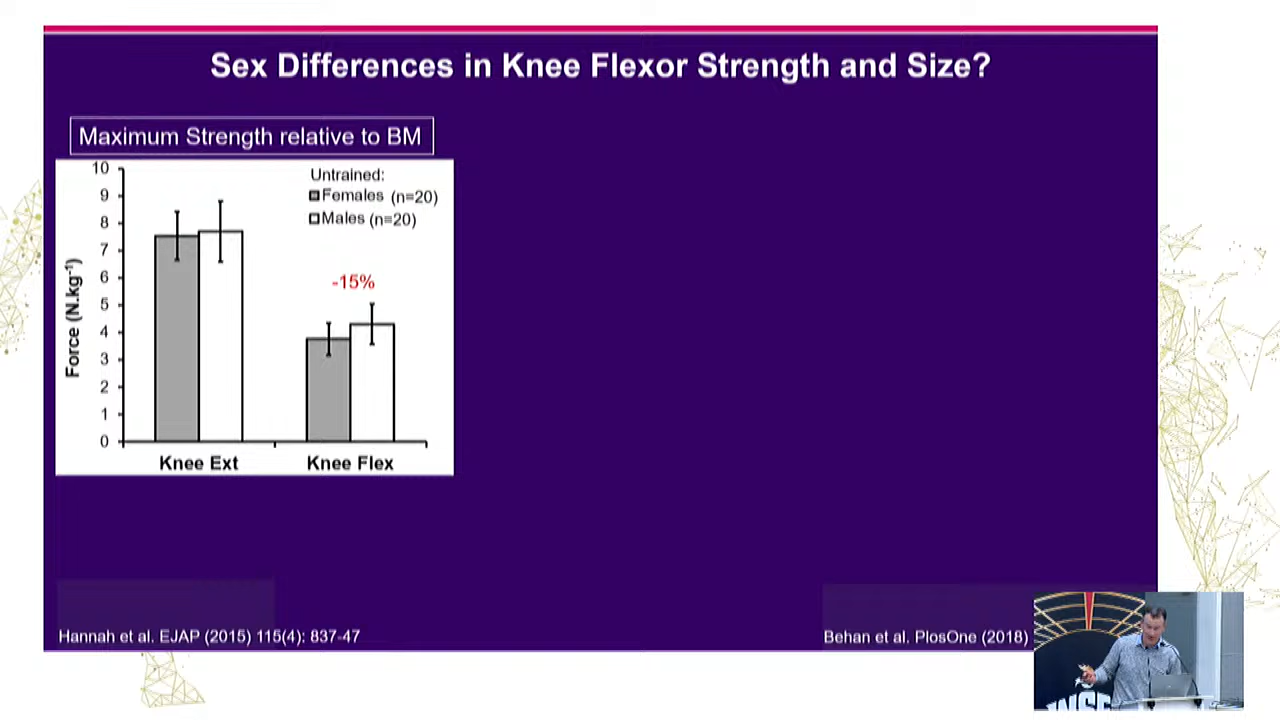 Sex Differences in Knee Flexor Strength and Size?
Maximum Strength relative to BM
10
9
8
7
6
5
4
3
2
1
0
Force (N.kg-1)
Untrained:
Females (n=20)
Males (n=20)
-15%
Knee Ext
Knee Flex
Hannah et al. EJAP (2015) 115(4): 837-47
Behan et al. PlosOne (2018)